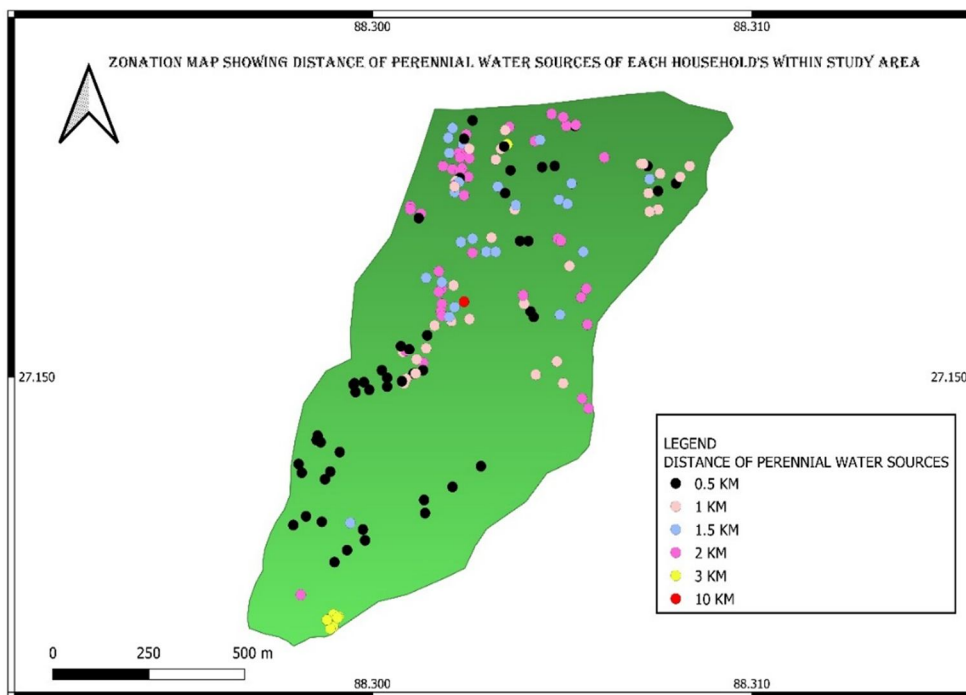 88.300 88.310
ZONATION MAP SHOWING DISTANCE OF PERENNIAL WATER SOURCES OF EACH HOUSEHOLD'S WITHIN STUDY AREA
27.150 27.150
LEGEND
DISTANCE OF PERENNIAL WATER SOURCES
0.5 KM
1 KM
1.5 KM
2 KM
3 KM
10 KM
0 250 500 m
88.300 88.310